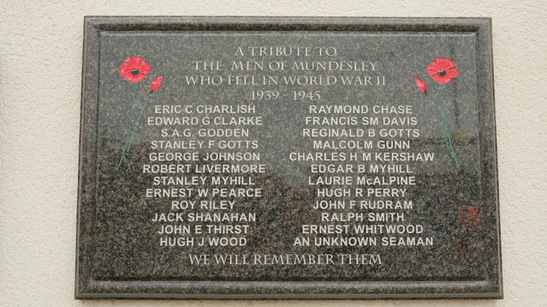 A TRIBUTE TO
THE MEN OF MUNDESLEY
WHO FELL IN WORLD WAR II
1939 - 1945
ERIC C CHARLISH
EDWARD G CLARKE
S.A.G. GODDEN
STANLEY F GOTTS
GEORGE JOHNSON
ROBERT LIVERMORE
STANLEY MYHILL
ERNEST W PEARCE
ROY RILEY
JACK SHANAHAN
JOHN E THIRST
HUGH J WOOD
RAYMOND CHASE
FRANCIS SM DAVIS
REGINALD B GOTTS
MALCOLM GUNN
CHARLES H M KERSHAW
EDGAR B MYHILL
LAURIE McALPINE
HUGH R PERRY
JOHN F RUDRAM
RALPH SMITH
ERNEST WHITWOOD
AN UNKNOWN SEAMAN
WE WILL REMEMBER THEM